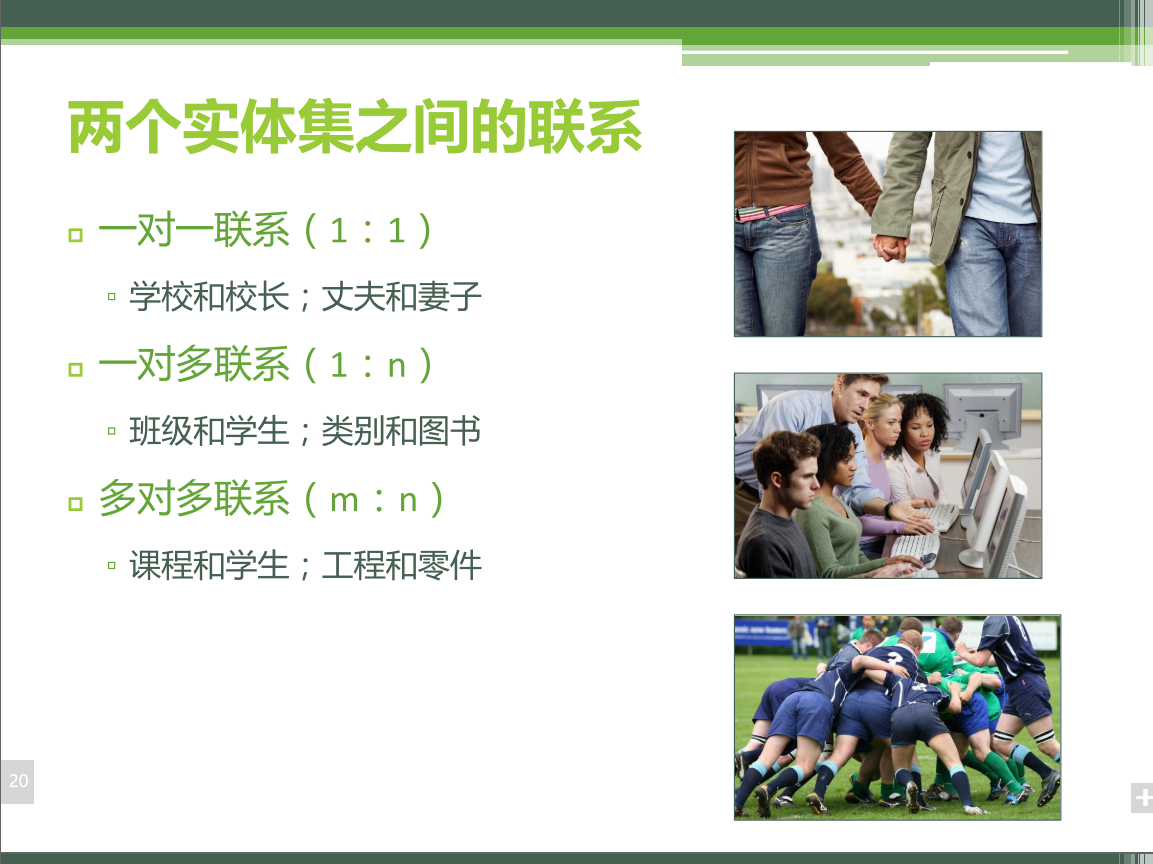 两个实体集之间的联系
一对一联系（1：1）
学校和校长；丈夫和妻子
一对多联系（1：n）
班级和学生；类别和图书
多对多联系（m：n）
课程和学生；工程和零件
20
3